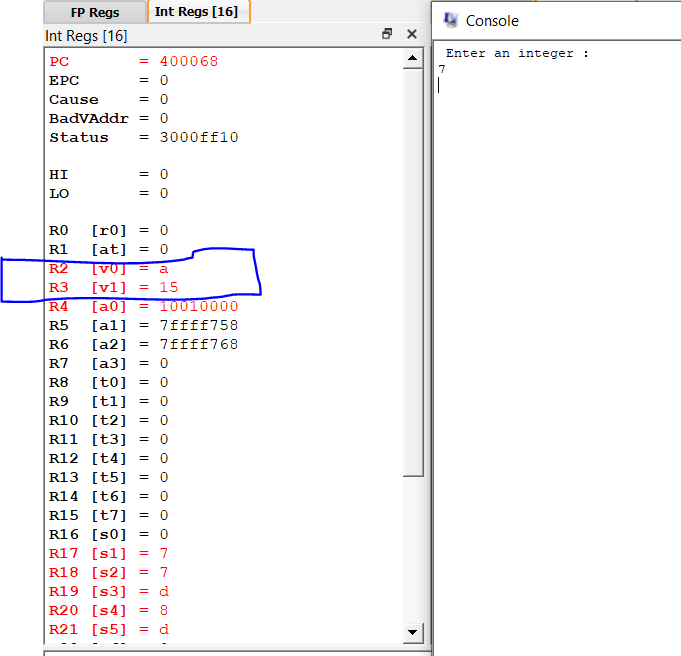 FP Regs Int Regs [16]
Int Regs [16]
PC = 400068
EPC = 0
Cause = 0
BadVAddr = 0
Status = 3000ff10
HI = 0
LO = 0
R0 [r0] = 0
R1 [at] = 0
R2 [v0] = a
R3 [v1] = 15
R4 [a0] = 10010000
R5 [a1] = 7ffff758
R6 [a2] = 7ffff768
R7 [a3] = 0
R8 [t0] = 0
R9 [t1] = 0
R10 [t2] = 0
R11 [t3] = 0
R12 [t4] = 0
R13 [t5] = 0
R14 [t6] = 0
R15 [t7] = 0
R16 [s0] = 0
R17 [s1] = 7
R18 [s2] = 7
R19 [s3] = d
R20 [s4] = 8
R21 [s5] = d
Console
Enter an integer :
7